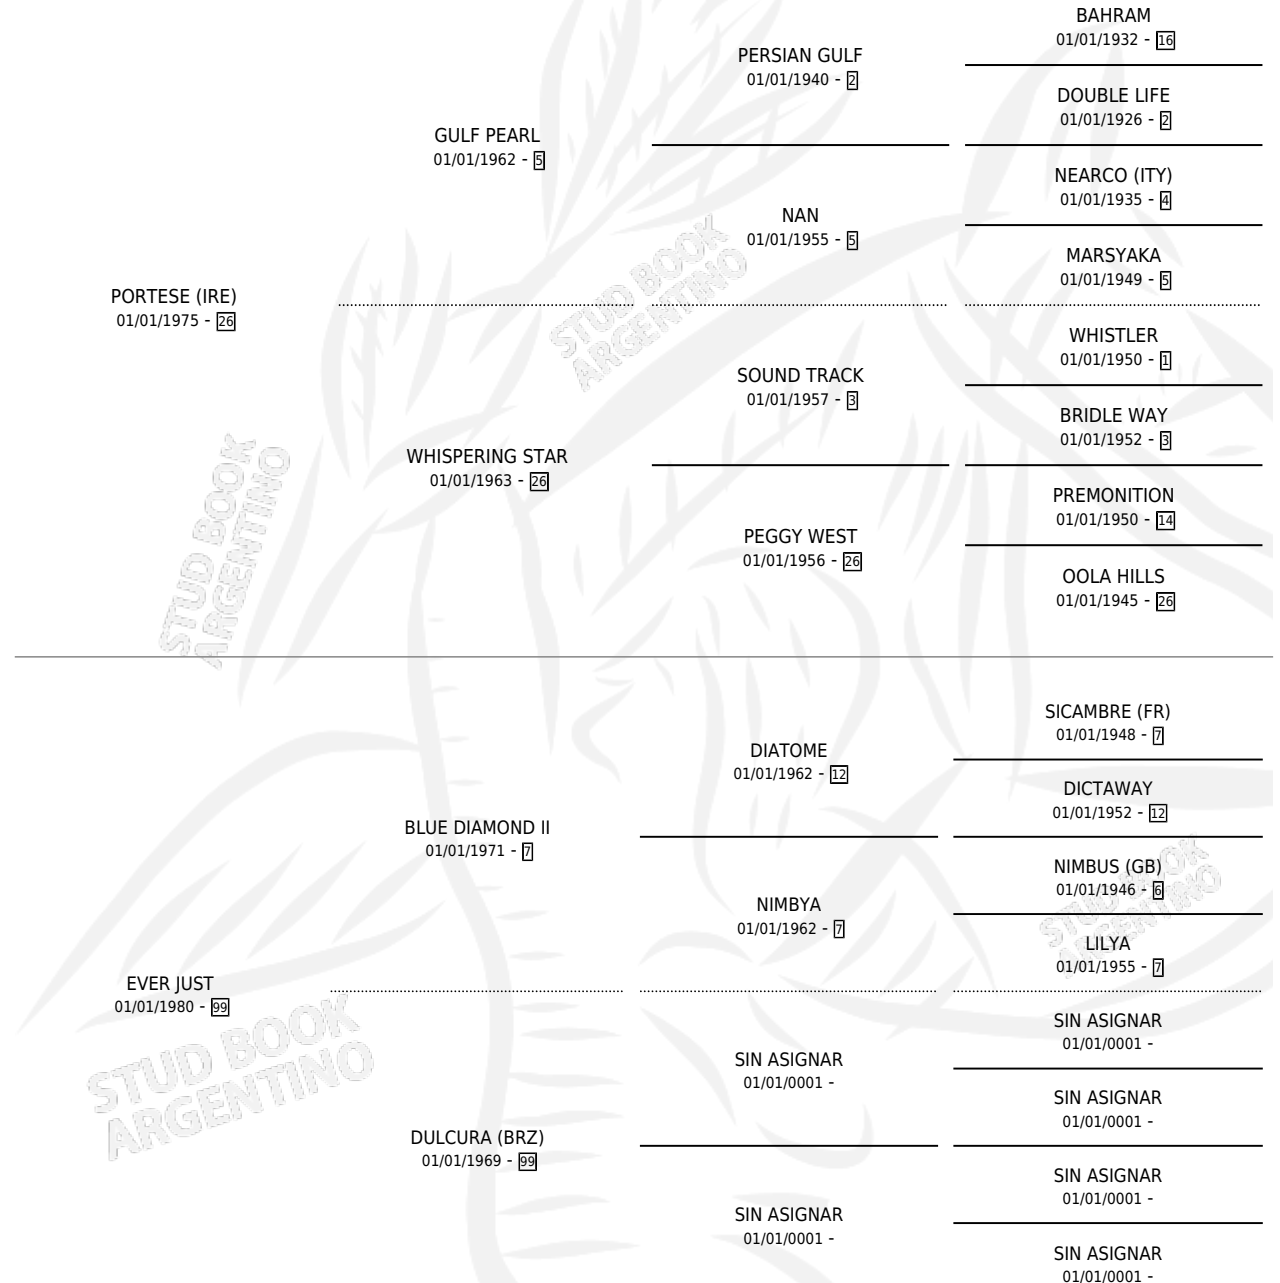 BAHRAM
01/01/1932 - 16
PERSIAN GULF
01/01/1940 - 2
DOUBLE LIFE
01/01/1926 - 2
GULF PEARL
01/01/1962 - 5
NEARCO (ITY)
01/01/1935 - 4
NAN
01/01/1955 - 5
MARSYAKA
01/01/1949 - 5
PORTESE (IRE)
01/01/1975 - 26
WHISTLER
01/01/1950 - 1
SOUND TRACK
01/01/1957 - 3
BRIDLE WAY
01/01/1952 - 3
WHISPERING STAR
01/01/1963 - 26
PREMONITION
01/01/1950 - 14
PEGGY WEST
01/01/1956 - 26
OOLA HILLS
01/01/1945 - 26
SICAMBRE (FR)
01/01/1948 - 7
DIATOME
01/01/1962 - 12
DICTAWAY
01/01/1952 - 12
BLUE DIAMOND II
01/01/1971 - 7
NIMBUS (GB)
01/01/1946 - 6
NIMBYA
01/01/1962 - 7
LILYA
01/01/1955 - 7
EVER JUST
01/01/1980 - 99
SIN ASIGNAR
01/01/0001 -
SIN ASIGNAR
01/01/0001 -
SIN ASIGNAR
01/01/0001 -
DULCURA (BRZ)
01/01/1969 - 99
SIN ASIGNAR
01/01/0001 -
SIN ASIGNAR
01/01/0001 -
SIN ASIGNAR
01/01/0001 -
STUD BOOK
ARGENTINO
STUD BOOK
ARGENTINO
STUD BOOK
ARGENTINO
STUD BOOK
ARGENTINO